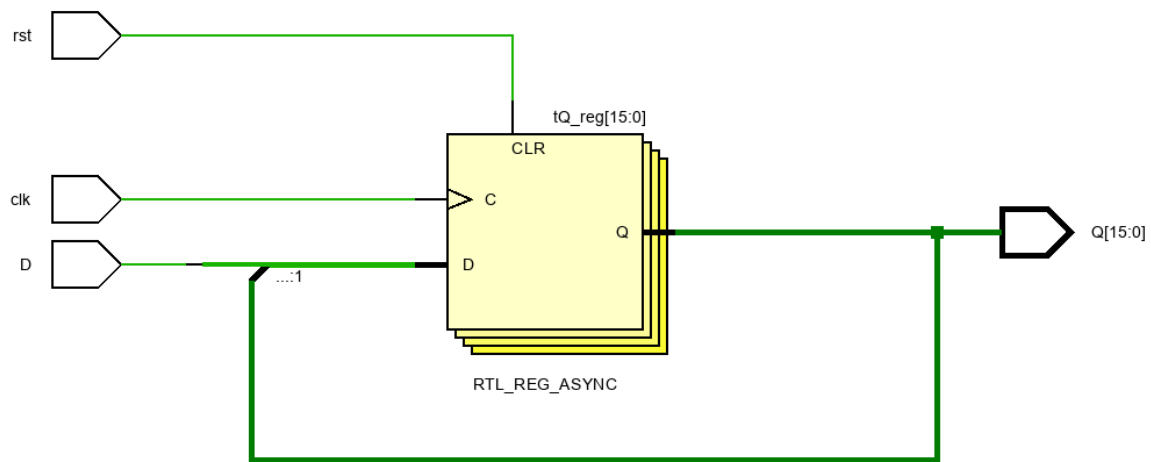 rst
tQ_reg[15:0]
CLR
clk
C
Q
Q[15:0]
D
D
...:1
RTL_REG_ASYNC